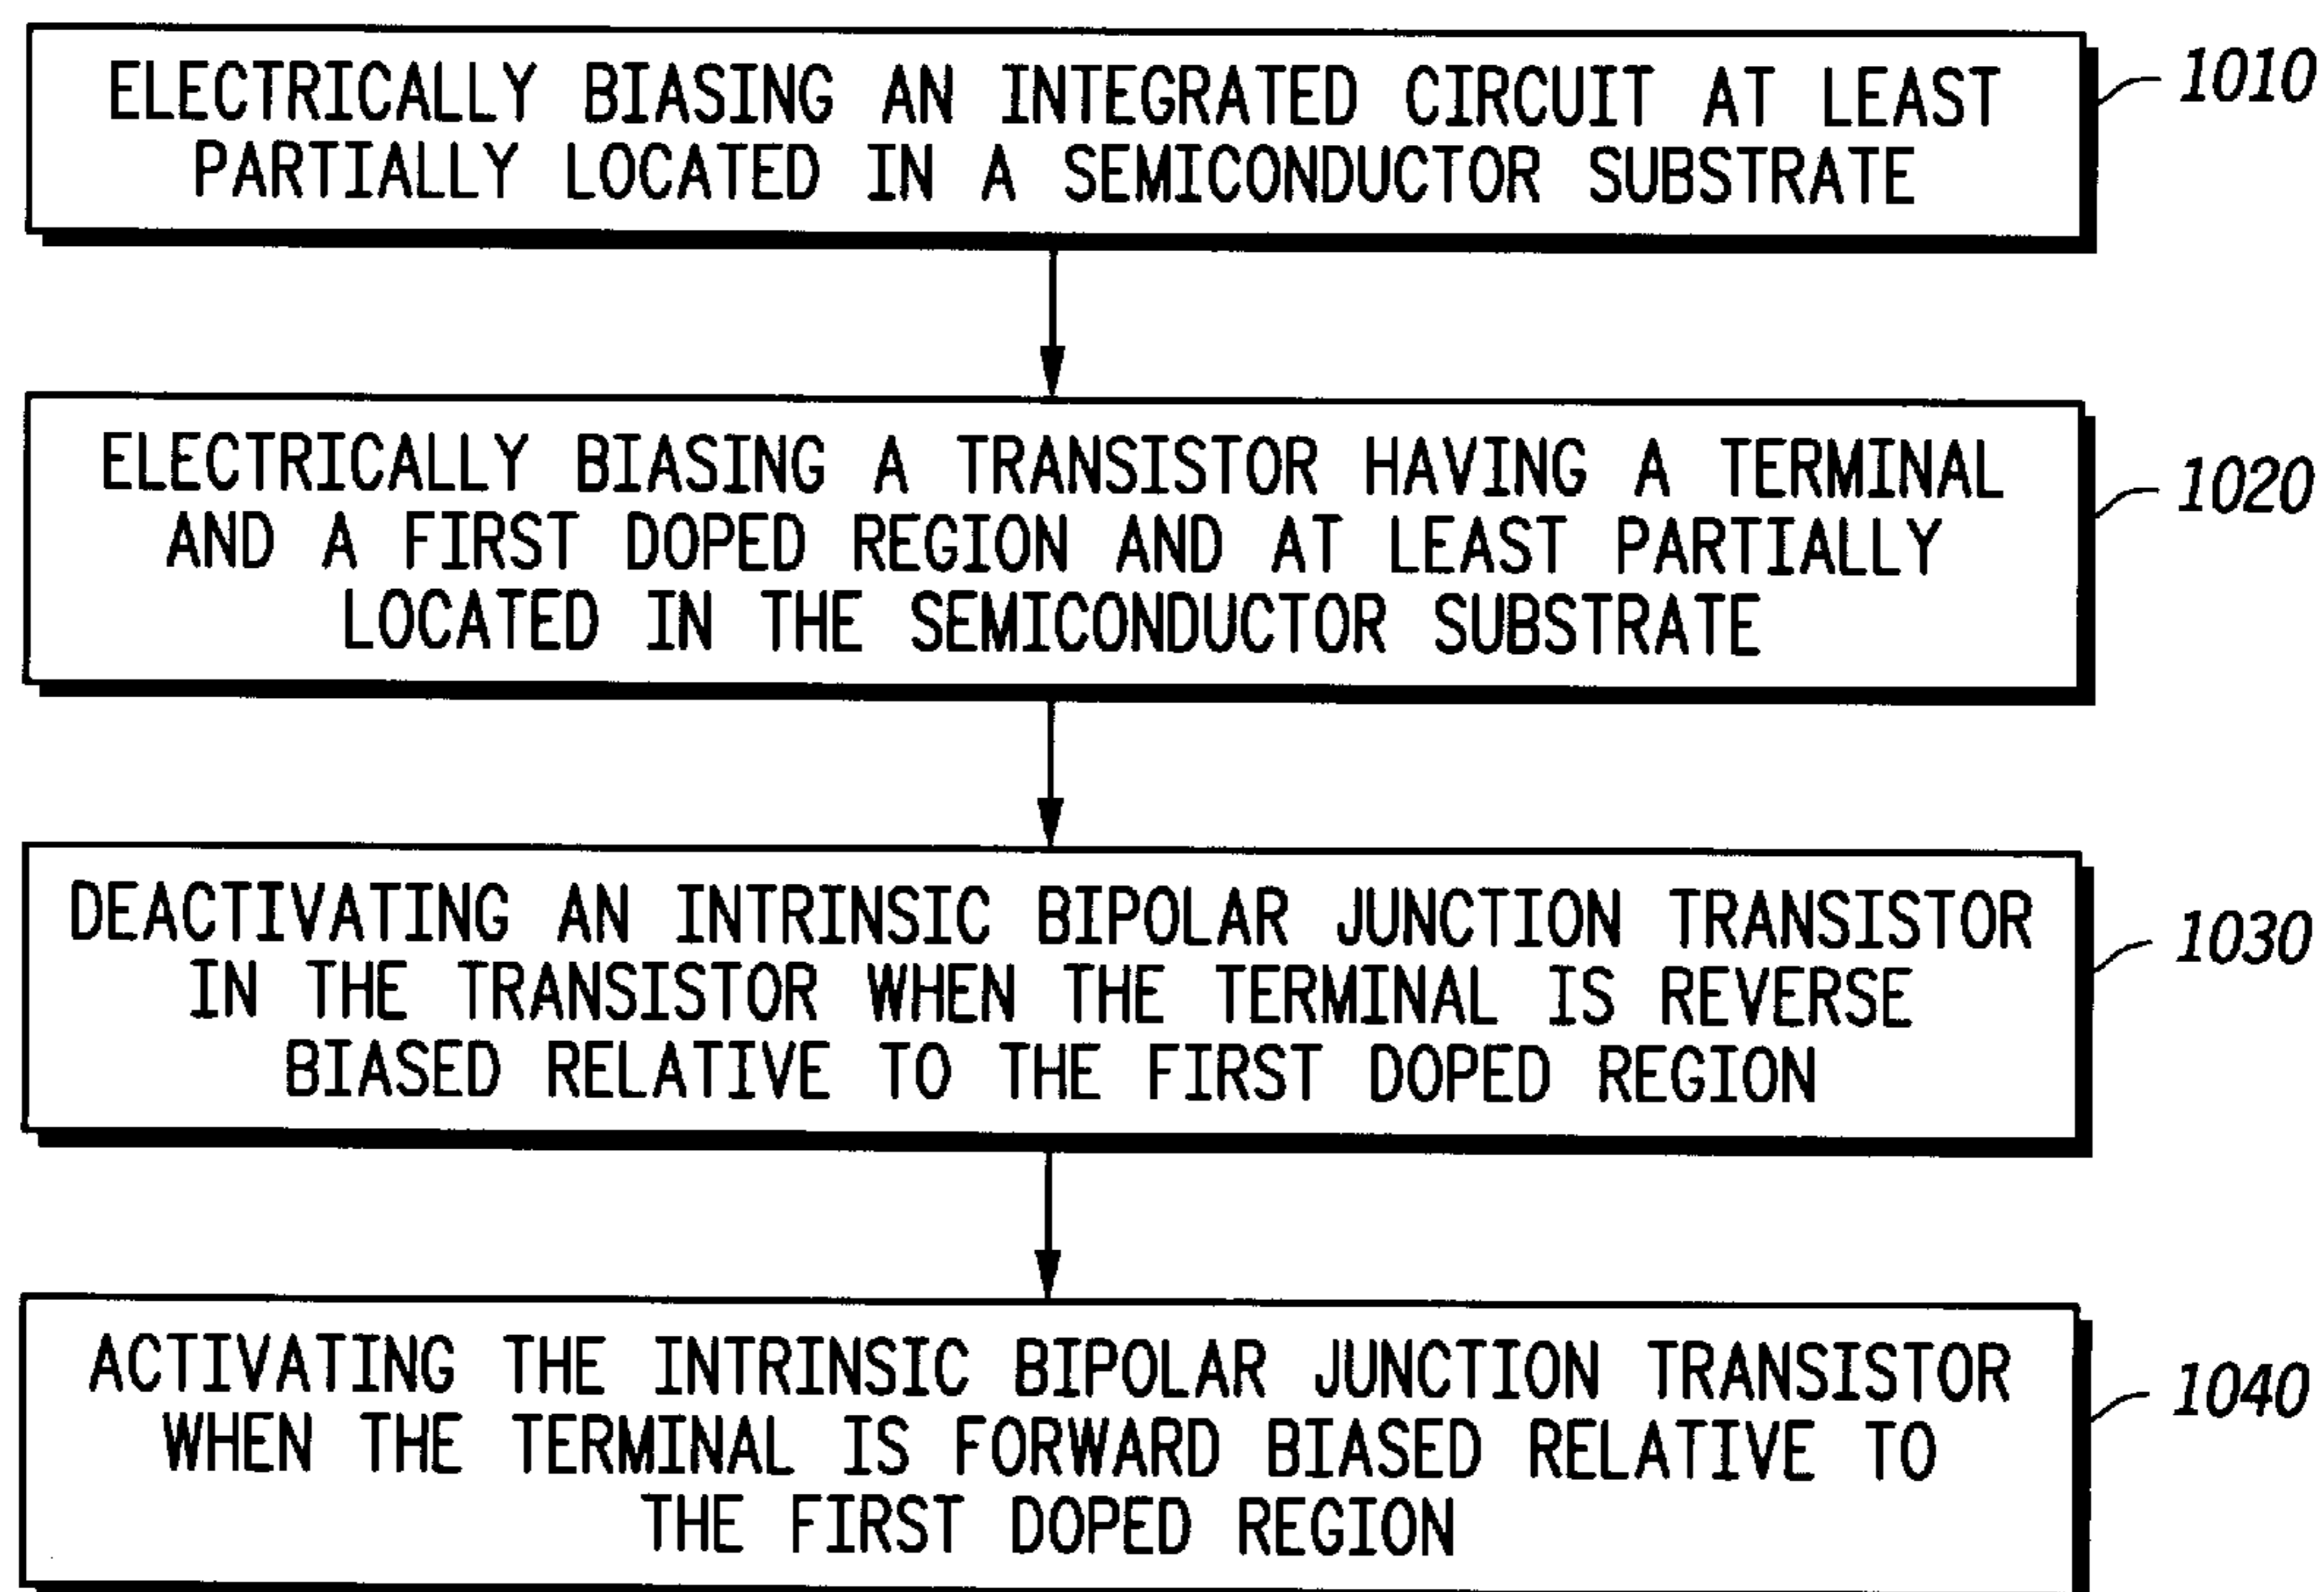 ELECTRICALLY BIASING AN INTEGRATED CIRCUIT AT LEAST
PARTIALLY LOCATED IN A SEMICONDUCTOR SUBSTRATE
1010
ELECTRICALLY BIASING A TRANSISTOR HAVING A TERMINAL
AND A FIRST DOPED REGION AND AT LEAST PARTIALLY
LOCATED IN THE SEMICONDUCTOR SUBSTRATE
1020
DEACTIVATING AN INTRINSIC BIPOLAR JUNCTION TRANSISTOR
IN THE TRANSISTOR WHEN THE TERMINAL IS REVERSE
BIASED RELATIVE TO THE FIRST DOPED REGION
1030
ACTIVATING THE INTRINSIC BIPOLAR JUNCTION TRANSISTOR
WHEN THE TERMINAL IS FORWARD BIASED RELATIVE TO
THE FIRST DOPED REGION
1040